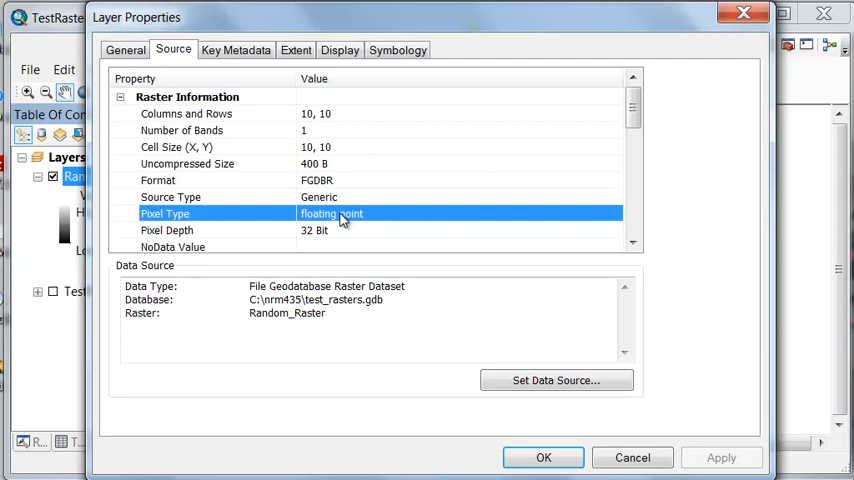 TestRaste
Layer Properties
File Edit
General Source Key Metadata Extent Display Symbology
Table Of Con
Layers
Ran
H
Lo
Test
Property Value
Raster Information
Columns and Rows 10, 10
Number of Bands 1
Cell Size (X, Y) 10, 10
Uncompressed Size 400 B
Format FGDBR
Source Type Generic
Pixel Type floating point
Pixel Depth 32 Bit
NoData Value
Data Source
Data Type: File Geodatabase Raster Dataset
Database: C:\nrm435\test_rasters.gdb
Raster: Random_Raster
Set Data Source...
R... T...
OK Cancel Apply